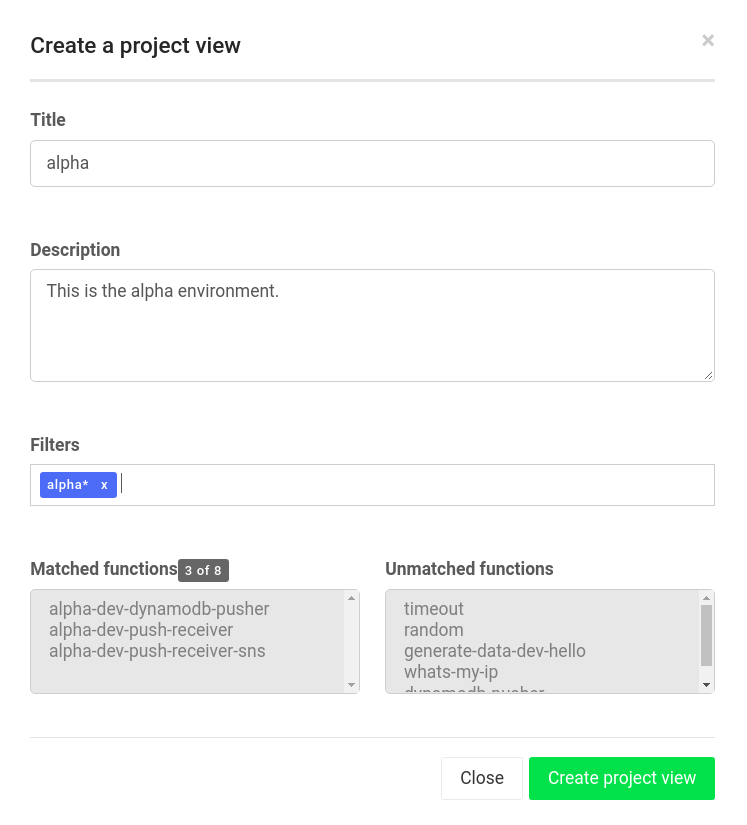 Create a project view
×
Title
alpha
Description
This is the alpha environment.
Filters
alpha* x
Matched functions 3 of 8
alpha-dev-dynamodb-pusher
alpha-dev-push-receiver
alpha-dev-push-receiver-sns
Unmatched functions
timeout
random
generate-data-dev-hello
whats-my-ip
dynamodb-pusher
Close
Create project view